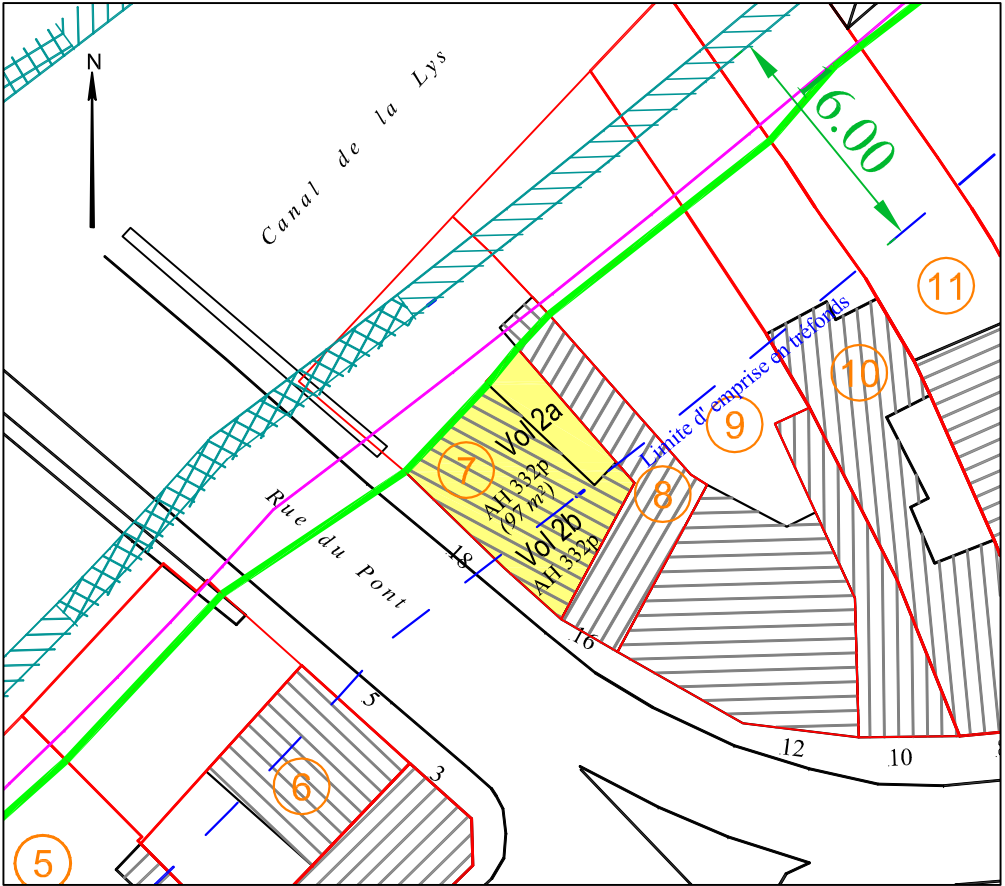 N
Canal de la Lys
6.00
11
Limite d' emprise en tréfonds
10
9
Vol 2a
7
AH 332p
(97 m²)
8
Vol 2b
AH 332p
Rue du Pont
18
16
5
12
10
3
6
5